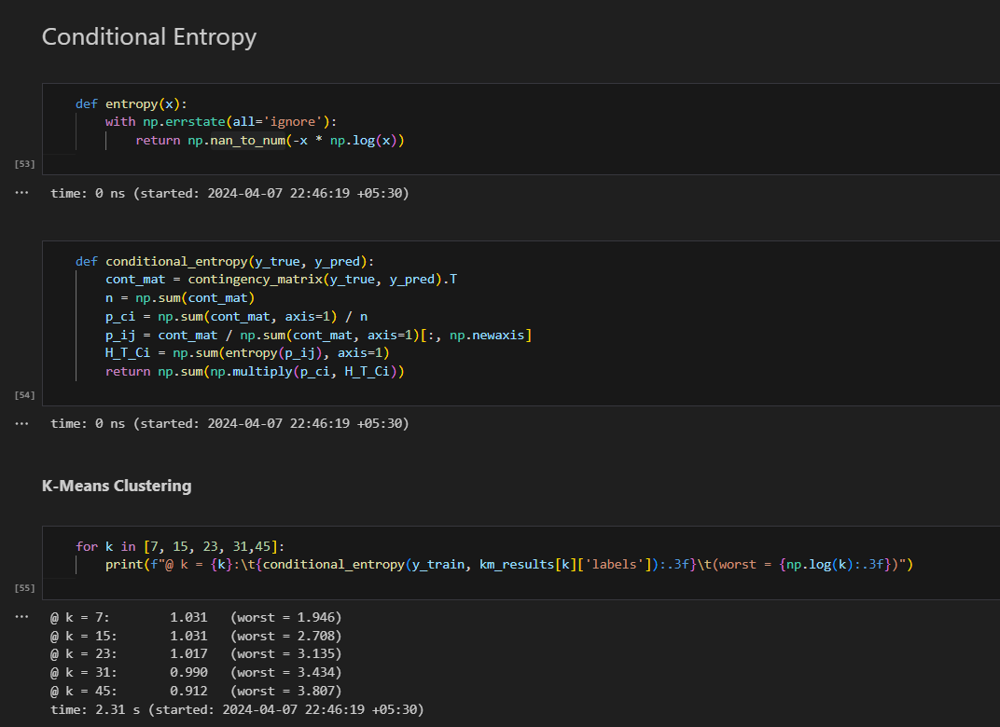 Conditional Entropy
def entropy(x):
with np.errstate(all='ignore'):
return np.nan_to_num(-x * np.log(x))
[53]
... time: 0 ns (started: 2024-04-07 22:46:19 +05:30)
def conditional_entropy(y_true, y_pred):
cont_mat = contingency_matrix(y_true, y_pred).T
n = np.sum(cont_mat)
p_ci = np.sum(cont_mat, axis=1) / n
p_ij = cont_mat / np.sum(cont_mat, axis=1)[:, np.newaxis]
H_T_Ci = np.sum(entropy(p_ij), axis=1)
return np.sum(np.multiply(p_ci, H_T_Ci))
[54]
... time: 0 ns (started: 2024-04-07 22:46:19 +05:30)
K-Means Clustering
for k in [7, 15, 23, 31,45]:
print(f"@ k = {k}:\t{conditional_entropy(y_train, km_results[k]['labels']):.3f}\t(worst = {np.log(k):.3f})")
[55]
... @ k = 7: 1.031 (worst = 1.946)
@ k = 15: 1.031 (worst = 2.708)
@ k = 23: 1.017 (worst = 3.135)
@ k = 31: 0.990 (worst = 3.434)
@ k = 45: 0.912 (worst = 3.807)
time: 2.31 s (started: 2024-04-07 22:46:19 +05:30)